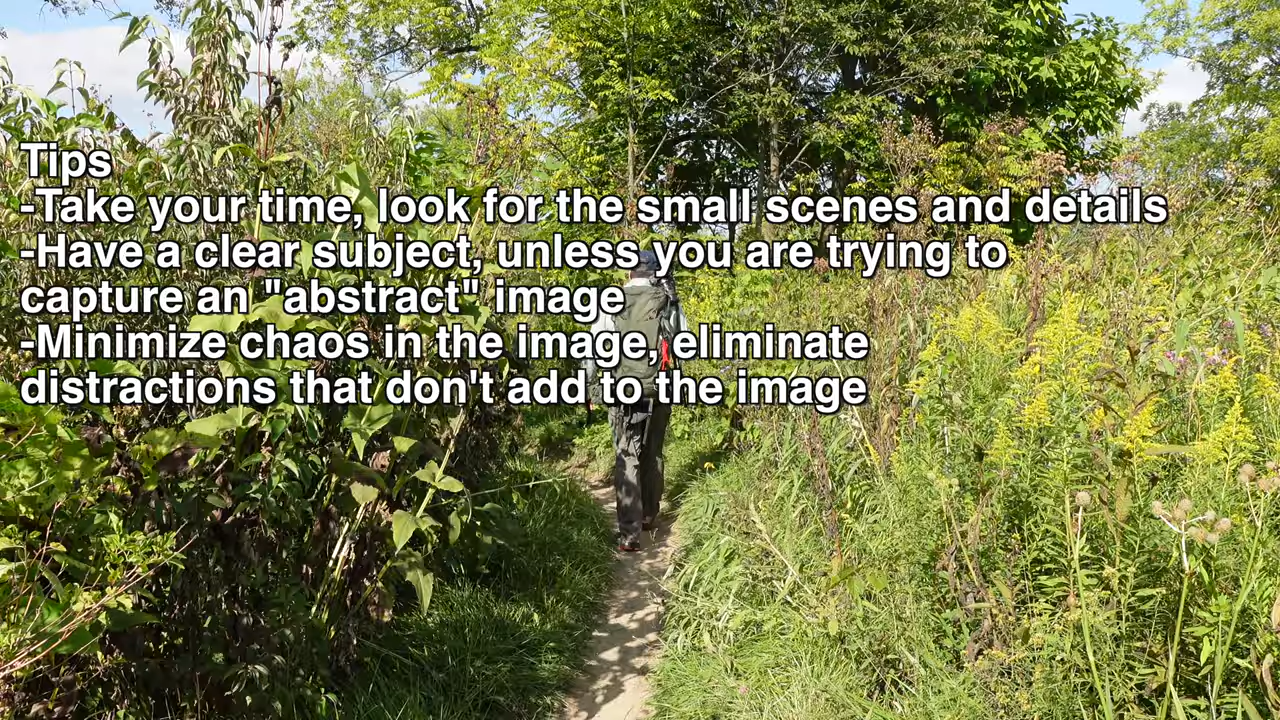 Tips
-Take your time, look for the small scenes and details
-Have a clear subject, unless you are trying to
capture an "abstract" image
-Minimize chaos in the image, eliminate
distractions that don't add to the image